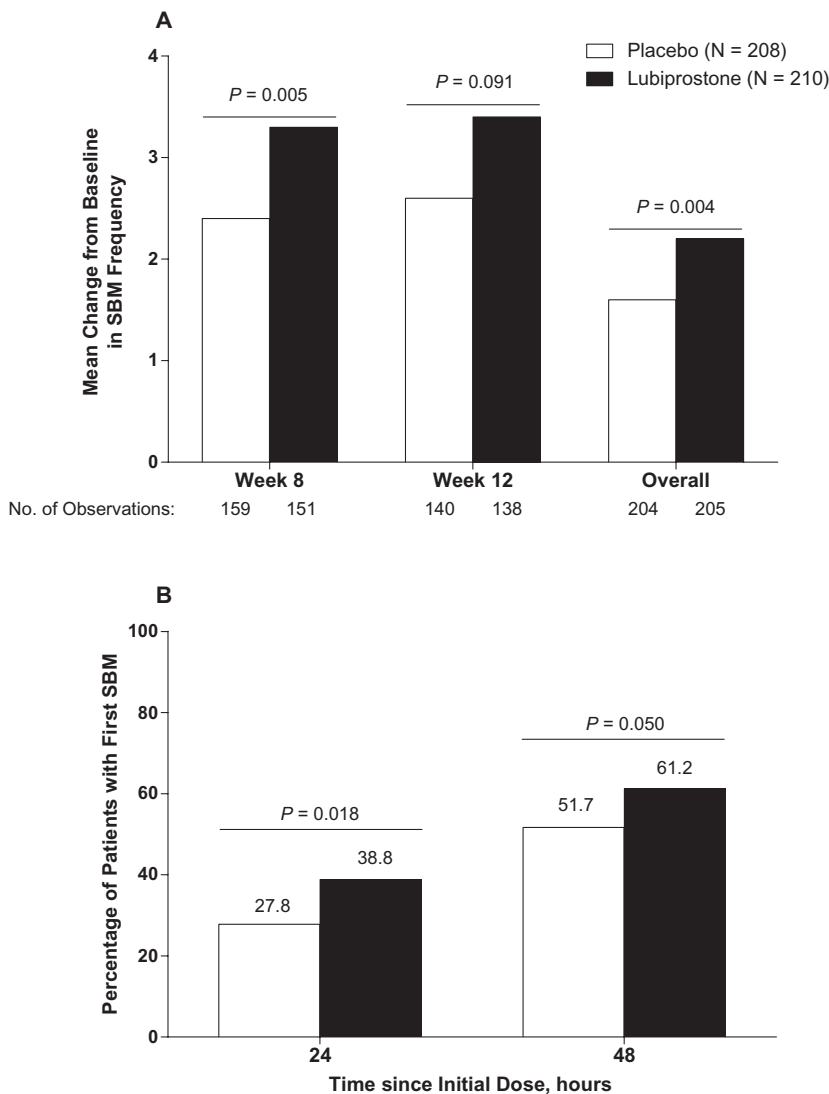 A
Placebo (N = 208)
Lubiprostone (N = 210)
Mean Change from Baseline
in SBM Frequency
4
3
2
1
0
P = 0.005
P = 0.091
P = 0.004
Week 8
Week 12
Overall
No. of Observations: 159 151 140 138 204 205
B
Percentage of Patients with First SBM
100
80
60
40
20
0
P = 0.018
P = 0.050
27.8
38.8
51.7
61.2
24
48
Time since Initial Dose, hours